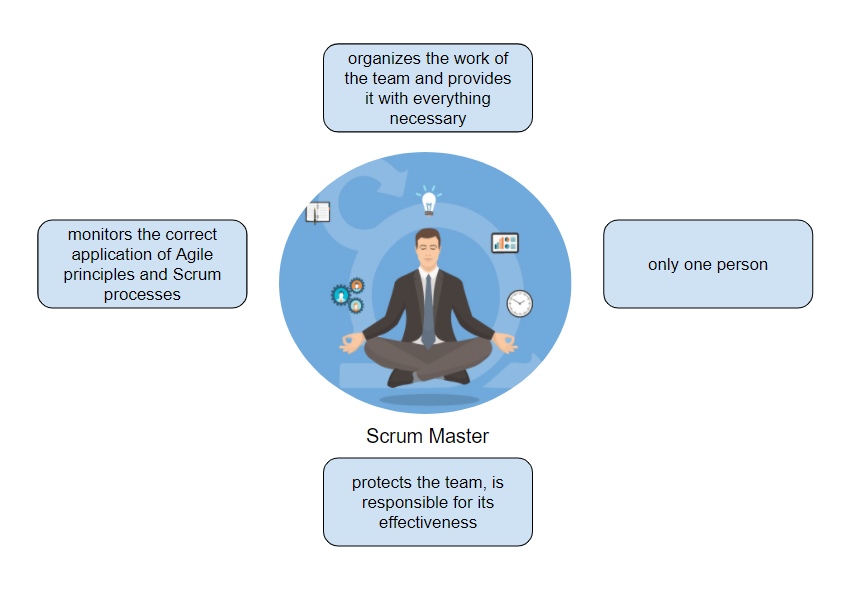 organizes the work of
the team and provides
it with everything
necessary
monitors the correct
application of Agile
principles and Scrum
processes
only one person
Scrum Master
protects the team, is
responsible for its
effectiveness